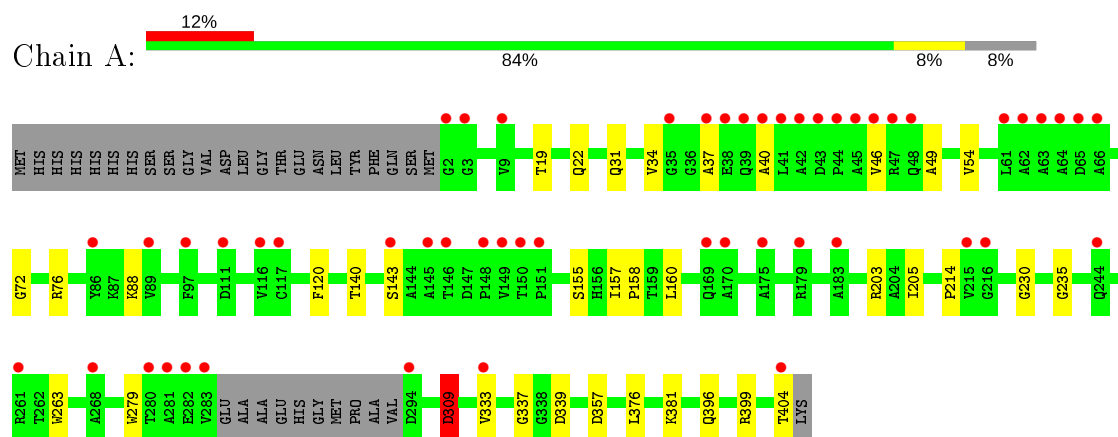 12%
Chain A:
84% 8% 8%
MET HIS HIS HIS HIS HIS HIS SER SER GLY VAL ASP LEU GLY THR GLU ASN LEU TYR PHE GLN SER MET G2 G3 V9 T19 Q22 Q31 V34 G35 G36 A37 E38 Q39 A40 L41 A42 D43 P44 A45 V46 R47 Q48 A49 V54 L61 A62 A63 A64 D65 A66
G72 R76 Y86 K87 K88 V89 F97 D111 V116 C117 F120 T140 S143 A144 A145 T146 D147 P148 V149 T150 P151 S155 H156 I157 P158 T159 L160 Q169 A170 A175 R179 A183 R203 A204 I205 P214 V215 G216 G230 G235 Q244
R261 T262 W263 A268 W279 T280 A281 E282 V283 GLU ALA ALA GLU HIS GLY MET PRO ALA VAL D294 D309 V333 G337 G338 D339 D357 L376 K381 Q396 R399 T404 LYS